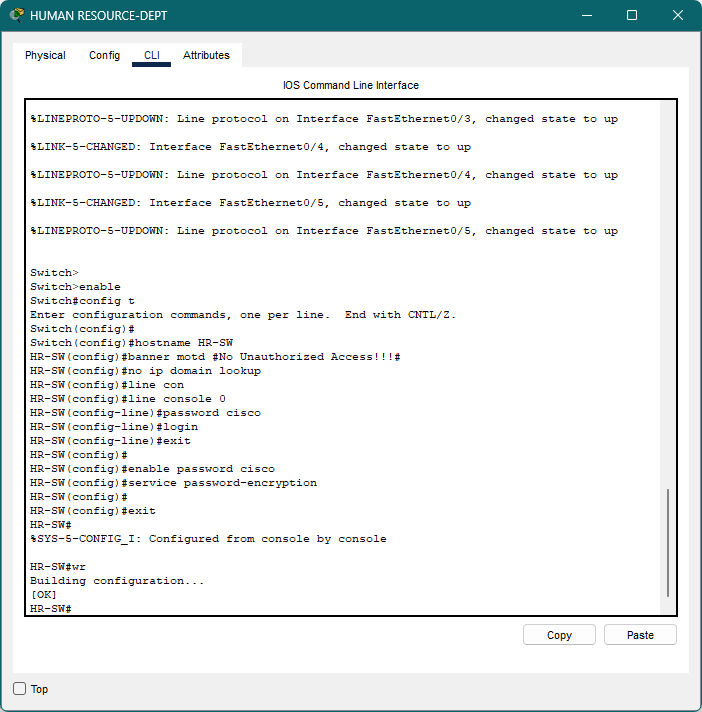 HUMAN RESOURCE-DEPT
Physical Config CLI Attributes
IOS Command Line Interface
%LINEPROTO-5-UPDOWN: Line protocol on Interface FastEthernet0/3, changed state to up
%LINK-5-CHANGED: Interface FastEthernet0/4, changed state to up
%LINEPROTO-5-UPDOWN: Line protocol on Interface FastEthernet0/4, changed state to up
%LINK-5-CHANGED: Interface FastEthernet0/5, changed state to up
%LINEPROTO-5-UPDOWN: Line protocol on Interface FastEthernet0/5, changed state to up
Switch>
Switch>enable
Switch#config t
Enter configuration commands, one per line.  End with CNTL/Z.
Switch(config)#
Switch(config)#hostname HR-SW
HR-SW(config)#banner motd #No Unauthorized Access!!!#
HR-SW(config)#no ip domain lookup
HR-SW(config)#line con
HR-SW(config)#line console 0
HR-SW(config-line)#password cisco
HR-SW(config-line)#login
HR-SW(config-line)#exit
HR-SW(config)#
HR-SW(config)#enable password cisco
HR-SW(config)#service password-encryption
HR-SW(config)#
HR-SW(config)#exit
HR-SW#
%SYS-5-CONFIG_I: Configured from console by console
HR-SW#wr
Building configuration...
[OK]
HR-SW#
Copy Paste
Top